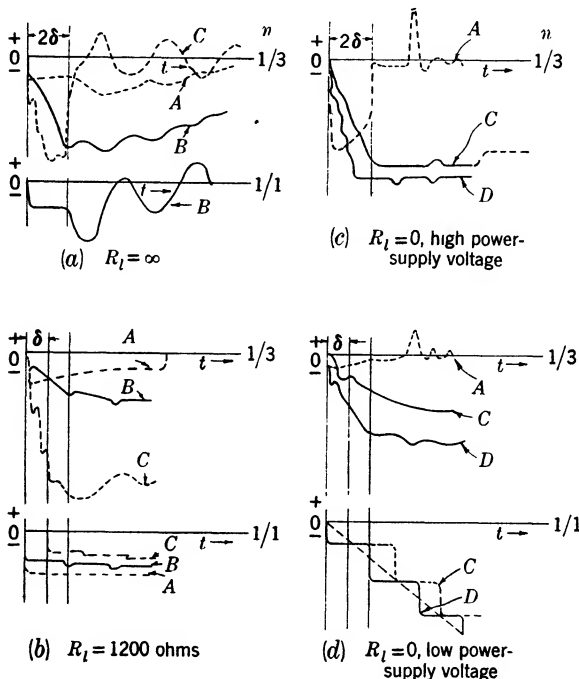 +
0
−
2δ
C
n
t→
1/3
A
B
+
0
−
t→
1/1
B
(a) R_l = ∞
+
0
−
2δ
A
n
t→
1/3
C
D
(c) R_l = 0, high power-
supply voltage
+
0
−
δ
A
t→
1/3
B
C
t
+
0
−
t→
1/1
C
B
A
(b) R_l = 1200 ohms
+
0
−
δ
t→
1/3
A
C
D
+
0
−
t→
1/1
C
D
(d) R_l = 0, low power-
supply voltage